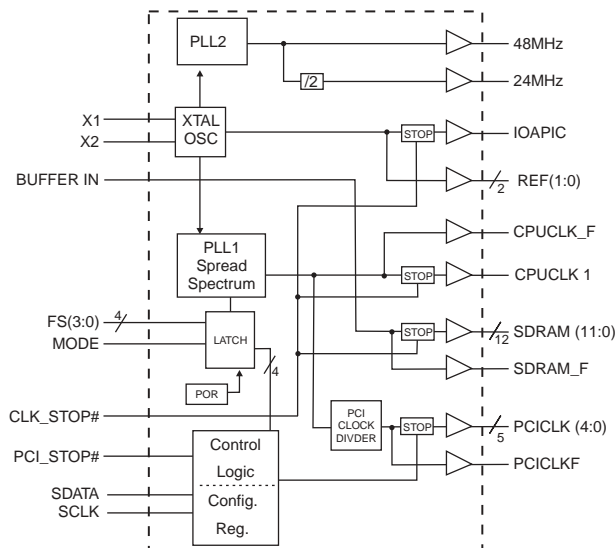 PLL2
48MHz
/2
24MHz
X1
X2
XTAL
OSC
STOP
IOAPIC
BUFFER IN
REF(1:0)
2
PLL1
Spread
Spectrum
CPUCLK_F
STOP
CPUCLK 1
FS(3:0)
4
MODE
LATCH
4
STOP
SDRAM (11:0)
12
SDRAM_F
POR
CLK_STOP#
PCI
CLOCK
DIVDER
STOP
PCICLK (4:0)
5
PCICLKF
PCI_STOP#
Control
Logic
SDATA
SCLK
Config.
Reg.